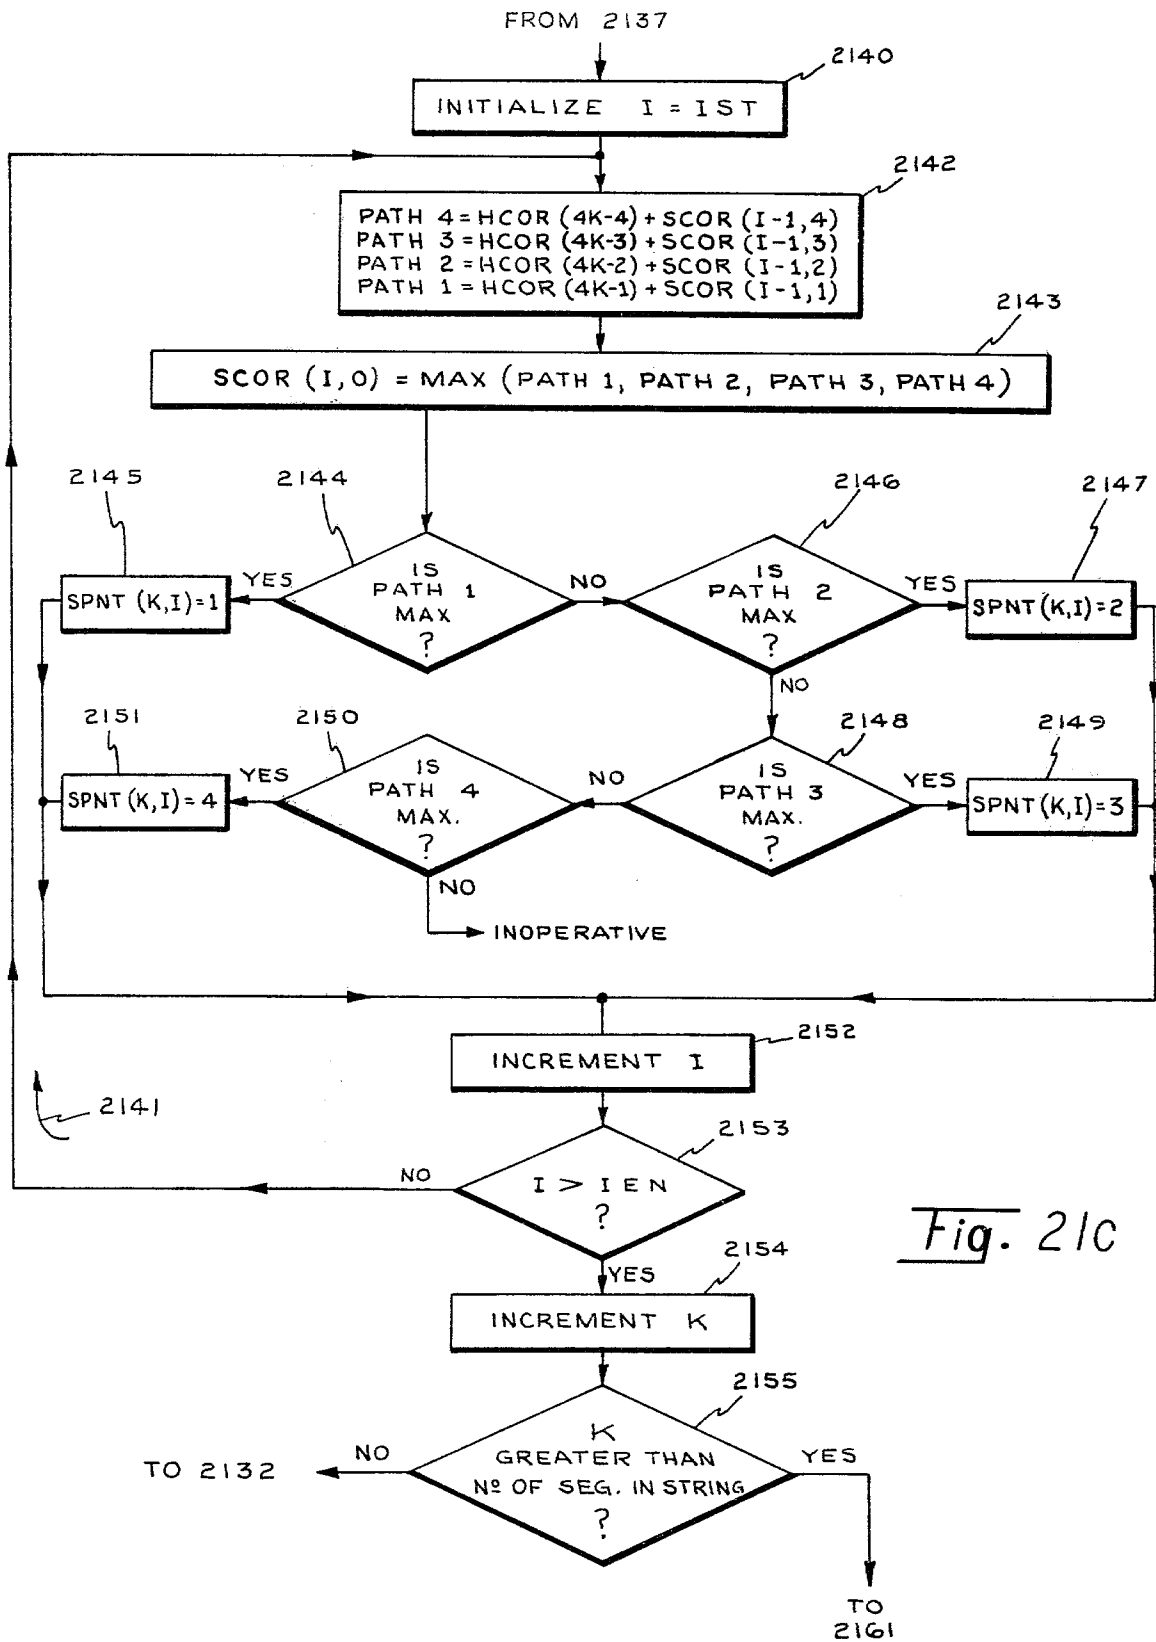 FROM 2137
2140
INITIALIZE I = IST
2142
PATH 4 = HCOR (4K-4) + SCOR (I-1,4)
PATH 3 = HCOR (4K-3) + SCOR (I-1,3)
PATH 2 = HCOR (4K-2) + SCOR (I-1,2)
PATH 1 = HCOR (4K-1) + SCOR (I-1,1)
2143
SCOR (I,O) = MAX (PATH 1, PATH 2, PATH 3, PATH 4)
2145
2144
2146
2147
SPNT (K,I)=1
YES
IS
PATH 1
MAX
?
NO
IS
PATH 2
MAX
?
YES
SPNT(K,I)=2
NO
2151
2150
2148
2149
SPNT(K,I)=4
YES
IS
PATH 4
MAX.
?
NO
IS
PATH 3
MAX.
?
YES
SPNT(K,I)=3
NO
INOPERATIVE
2152
INCREMENT I
2141
2153
NO
I > I EN
?
YES
Fig. 21C
2154
INCREMENT K
2155
K
GREATER THAN
Nº OF SEG. IN STRING
?
NO
TO 2132
YES
TO
2161